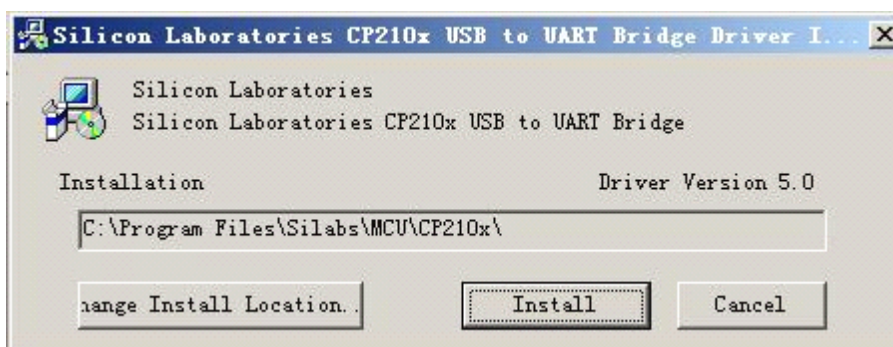 Silicon Laboratories CP210x USB to UART Bridge Driver I...
Silicon Laboratories
Silicon Laboratories CP210x USB to UART Bridge
Installation
Driver Version 5.0
C:\Program Files\Silabs\MCU\CP210x\
hange Install Location..
Install
Cancel